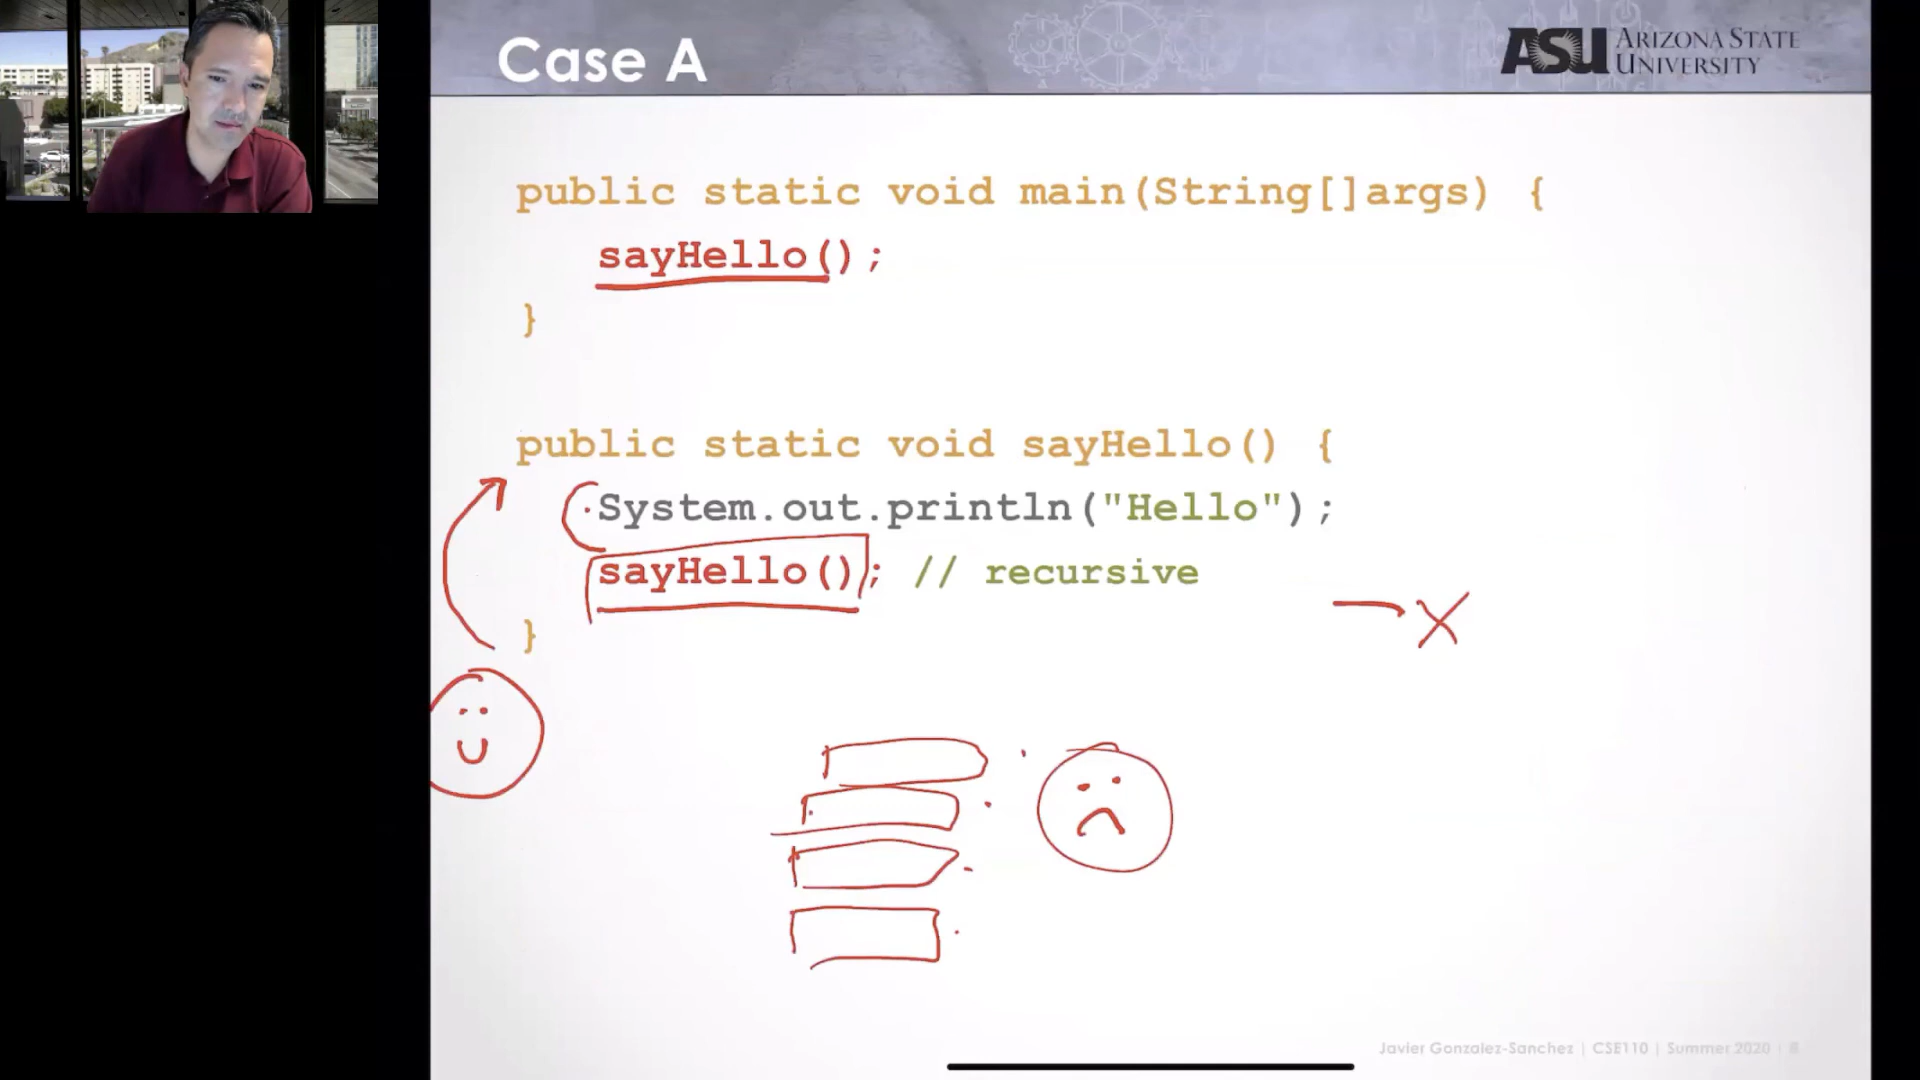 Case A
ASU ARIZONA STATE
UNIVERSITY
public static void main(String[]args) {
sayHello();
}
public static void sayHello() {
System.out.println("Hello");
sayHello(); // recursive
}
Javier Gonzalez-Sanchez | CSE110 | Summer 2020 | 8